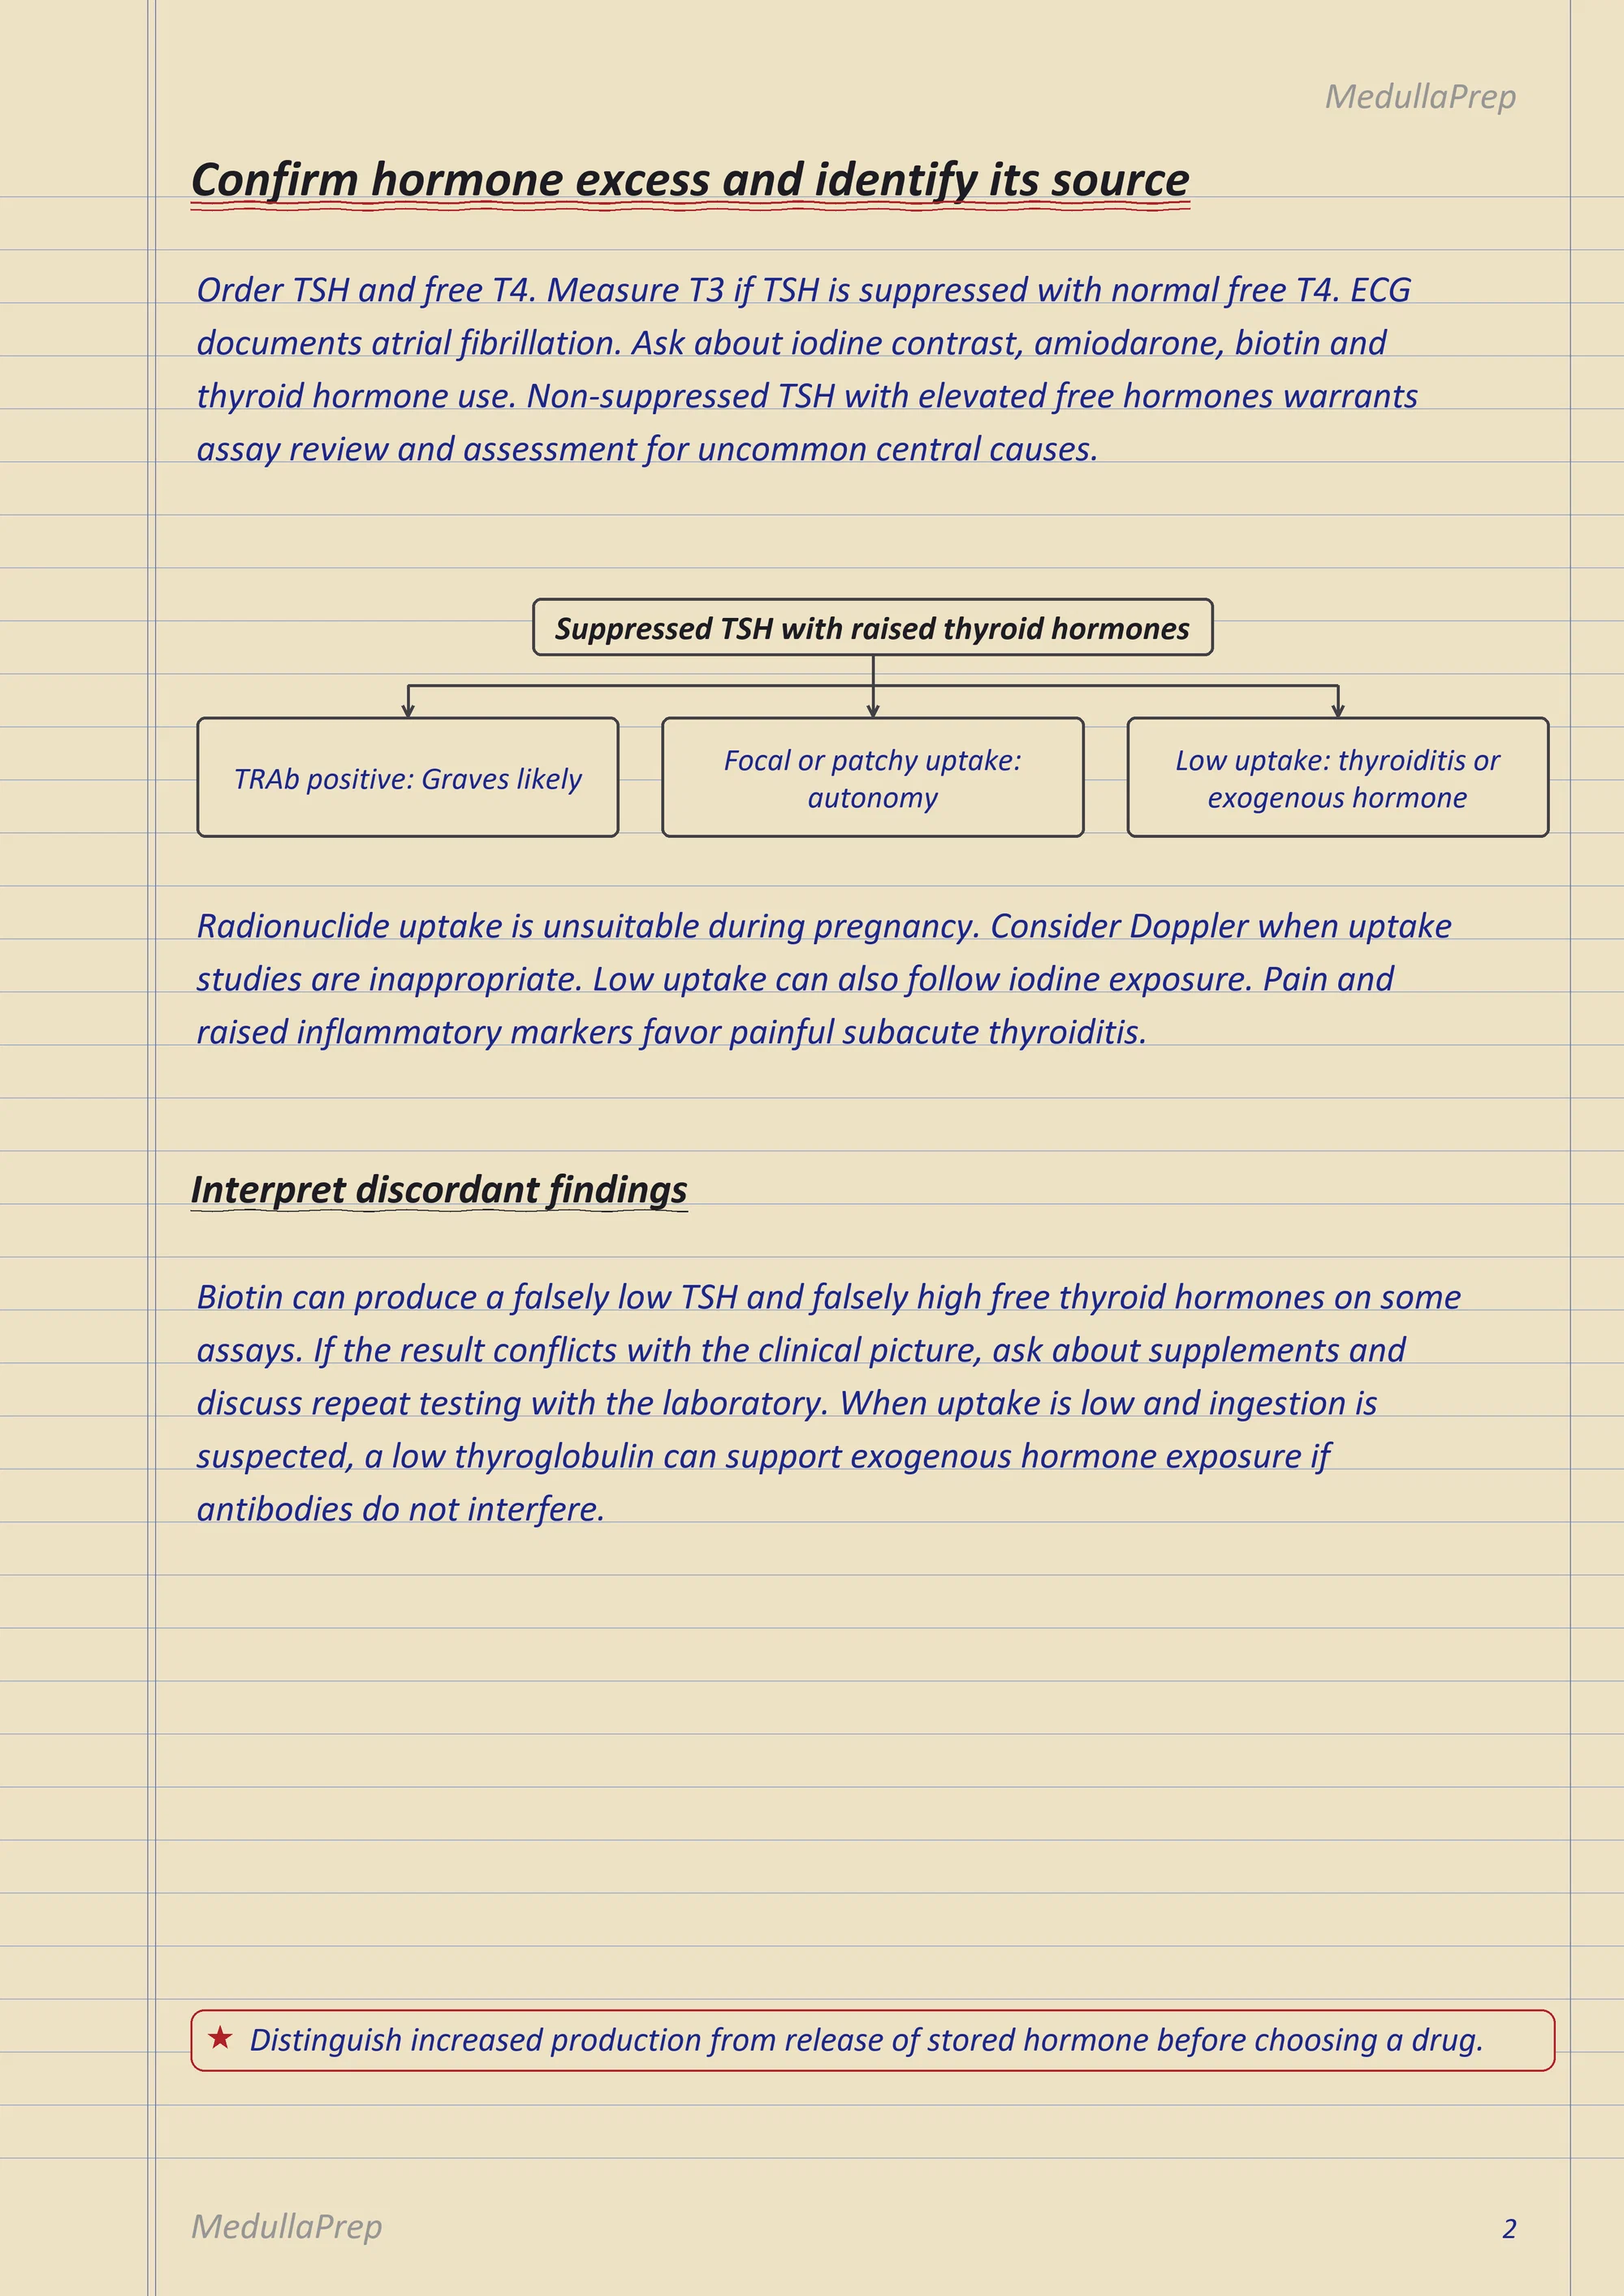 MedullaPrep
Confirm hormone excess and identify its source
Order TSH and free T4. Measure T3 if TSH is suppressed with normal free T4. ECG
documents atrial fibrillation. Ask about iodine contrast, amiodarone, biotin and
thyroid hormone use. Non-suppressed TSH with elevated free hormones warrants
assay review and assessment for uncommon central causes.
Suppressed TSH with raised thyroid hormones
TRAb positive: Graves likely
Focal or patchy uptake:
autonomy
Low uptake: thyroiditis or
exogenous hormone
Radionuclide uptake is unsuitable during pregnancy. Consider Doppler when uptake
studies are inappropriate. Low uptake can also follow iodine exposure. Pain and
raised inflammatory markers favor painful subacute thyroiditis.
Interpret discordant findings
Biotin can produce a falsely low TSH and falsely high free thyroid hormones on some
assays. If the result conflicts with the clinical picture, ask about supplements and
discuss repeat testing with the laboratory. When uptake is low and ingestion is
suspected, a low thyroglobulin can support exogenous hormone exposure if
antibodies do not interfere.
★ Distinguish increased production from release of stored hormone before choosing a drug.
MedullaPrep
2